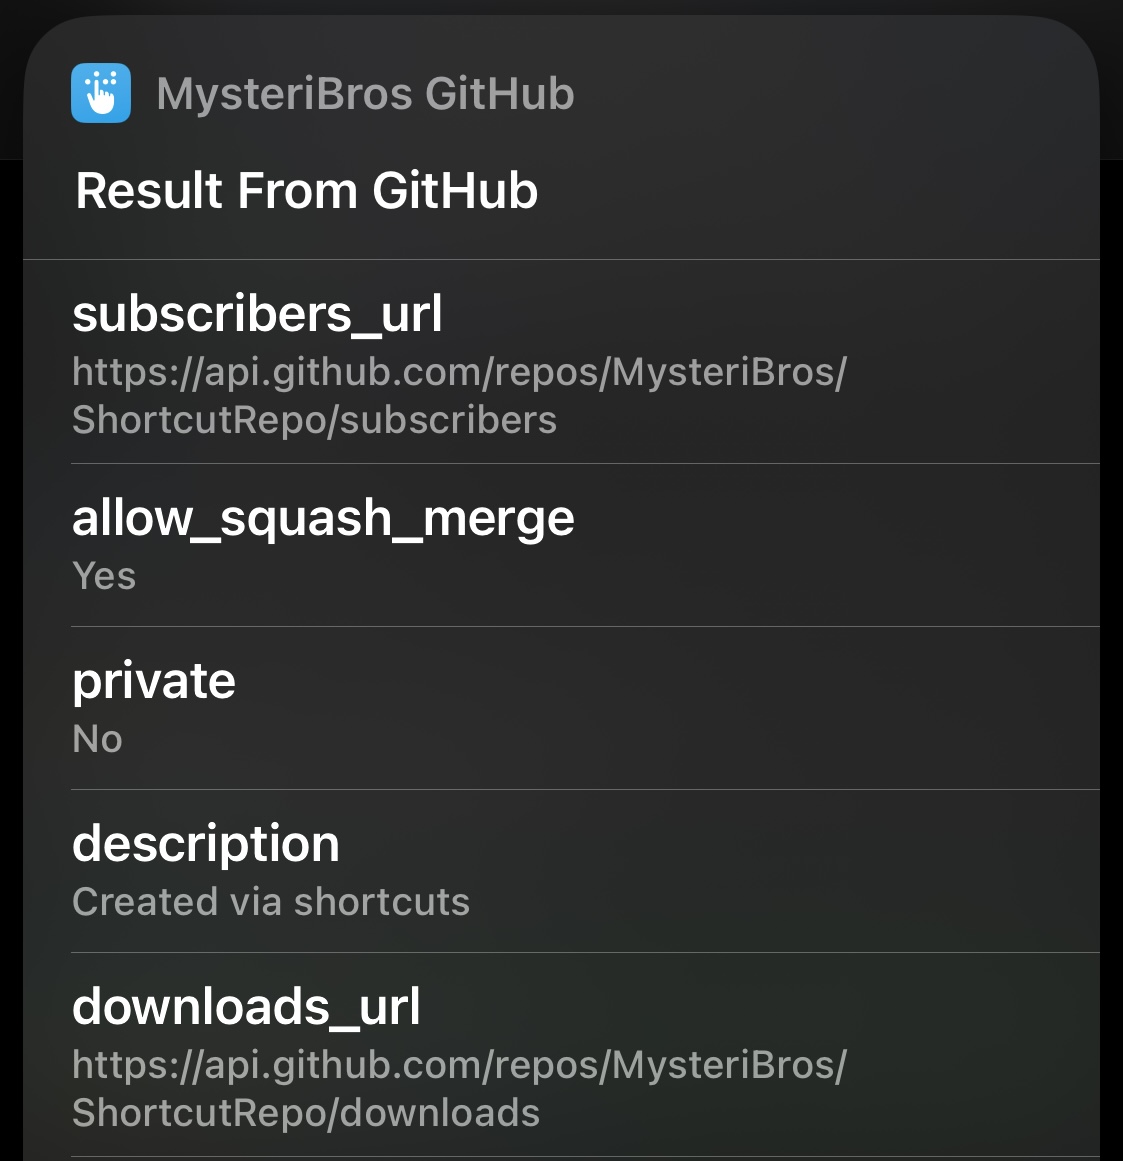 MysteriBros GitHub
Result From GitHub
subscribers_url
https://api.github.com/repos/MysteriBros/
ShortcutRepo/subscribers
allow_squash_merge
Yes
private
No
description
Created via shortcuts
downloads_url
https://api.github.com/repos/MysteriBros/
ShortcutRepo/downloads